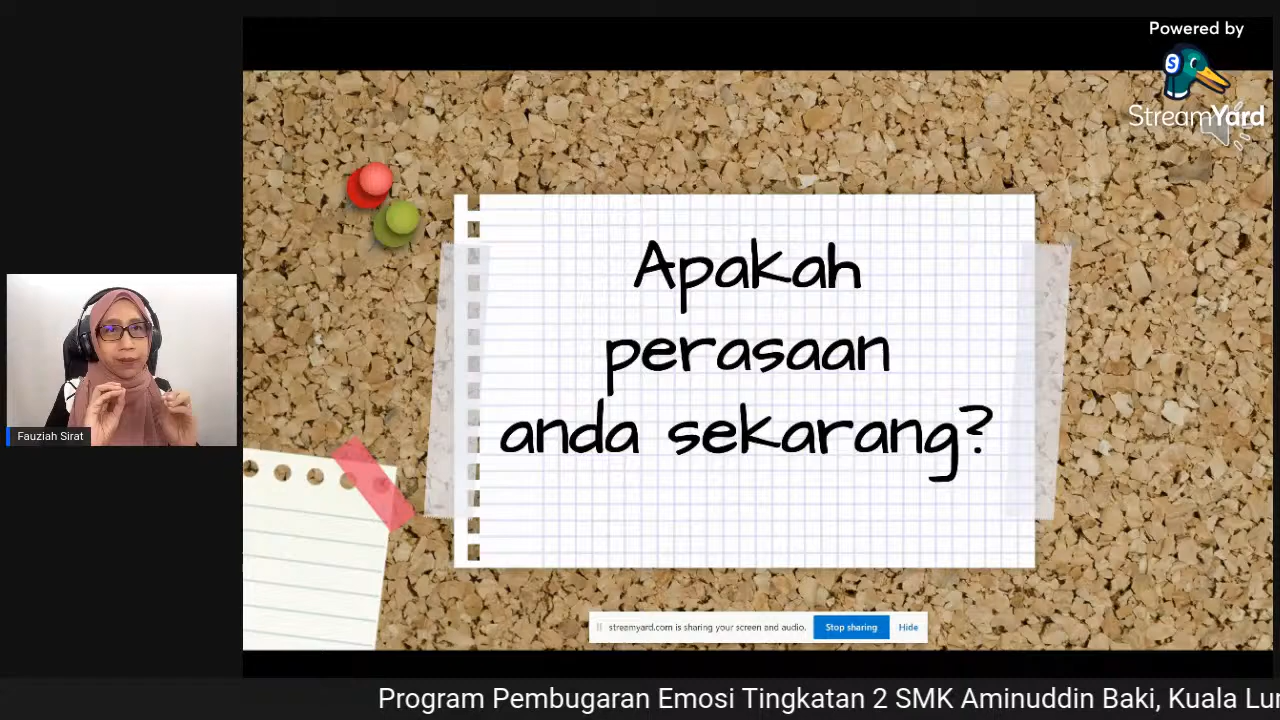 Powered by
StreamYard
Apakah
perasaan
anda sekarang?
Fauziah Sirat
streamyard.com is sharing your screen and audio.
Stop sharing
Hide
Program Pembugaran Emosi Tingkatan 2 SMK Aminuddin Baki, Kuala